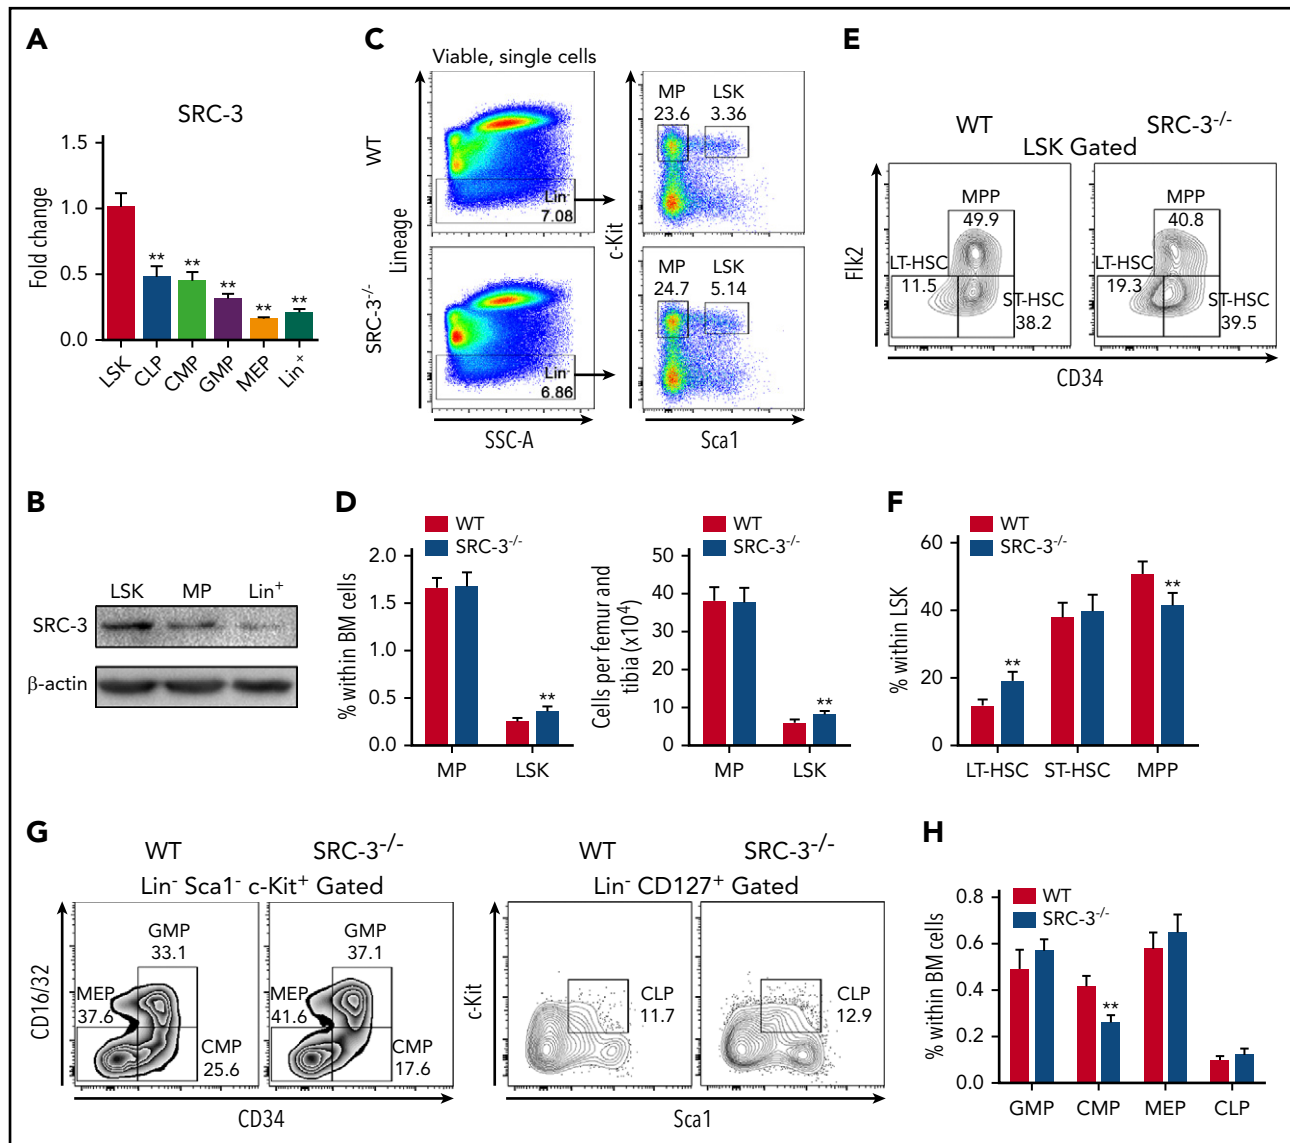 A
SRC-3
Fold change
1.5
1.0
0.5
0.0
**
**
**
**
**
LSK
CLP
CMP
GMP
MEP
Lin×
B
LSK MP Lin+
SRC-3
β-actin
C
Viable, single cells
WT
SRC-3-/-
Lineage
Lin-
7.08
Lin-
6.86
SSC-A
MP
23.6
LSK
3.36
MP
24.7
LSK
5.14
c-Kit
Sca1
D
WT
SRC-3-/-
% within BM cells
2.0
1.5
1.0
0.5
0.0
**
MP LSK
WT
SRC-3-/-
Cells per femur and
tibia (x10⁴)
50
40
30
20
10
0
**
MP LSK
E
WT SRC-3-/-
LSK Gated
MPP
49.9
LT-HSC
11.5
ST-HSC
38.2
MPP
40.8
LT-HSC
19.3
ST-HSC
39.5
Flk2
CD34
F
WT
SRC-3-/-
% within LSK
60
40
20
0
**
**
LT-HSC ST-HSC MPP
G
WT SRC-3-/-
Lin- Sca1- c-Kit+ Gated
GMP
33.1
MEP
37.6
CMP
25.6
GMP
37.1
MEP
41.6
CMP
17.6
CD16/32
CD34
WT SRC-3-/-
Lin- CD127+ Gated
CLP
11.7
CLP
12.9
c-Kit
Sca1
H
WT
SRC-3-/-
% within BM cells
0.8
0.6
0.4
0.2
0.0
**
GMP CMP MEP CLP